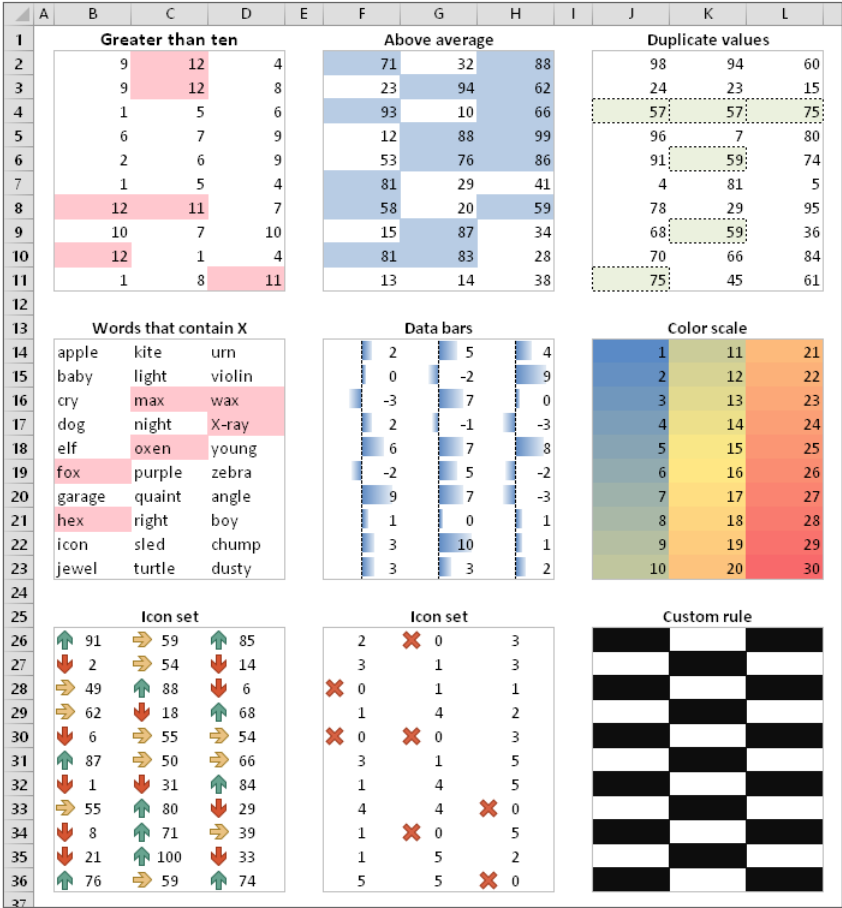 A B C D E F G H I J K L
1 Greater than ten Above average Duplicate values
2 9 12 4 71 32 88 98 94 60
3 9 12 8 23 94 62 24 23 15
4 1 5 6 93 10 66 57 57 75
5 6 7 9 12 88 99 96 7 80
6 2 6 9 53 76 86 91 59 74
7 1 5 4 81 29 41 4 81 5
8 12 11 7 58 20 59 78 29 95
9 10 7 10 15 87 34 68 59 36
10 12 1 4 81 83 28 70 66 84
11 1 8 11 13 14 38 75 45 61
12
13 Words that contain X Data bars Color scale
14 apple kite urn 2 5 4 1 11 21
15 baby light violin 0 -2 9 2 12 22
16 cry max wax -3 7 0 3 13 23
17 dog night X-ray 2 -1 -3 4 14 24
18 elf oxen young 6 7 8 5 15 25
19 fox purple zebra -2 5 -2 6 16 26
20 garage quaint angle 9 7 -3 7 17 27
21 hex right boy 1 0 1 8 18 28
22 icon sled chump 3 10 1 9 19 29
23 jewel turtle dusty 3 3 2 10 20 30
24
25 Icon set Icon set Custom rule
26 91 59 85 2 0 3
27 2 54 14 3 1 3
28 49 88 6 0 1 1
29 62 18 68 1 4 2
30 6 55 54 0 0 3
31 87 50 66 3 1 5
32 1 31 84 1 4 5
33 55 80 29 4 4 0
34 8 71 39 1 0 5
35 21 100 33 1 5 2
36 76 59 74 5 5 0
37